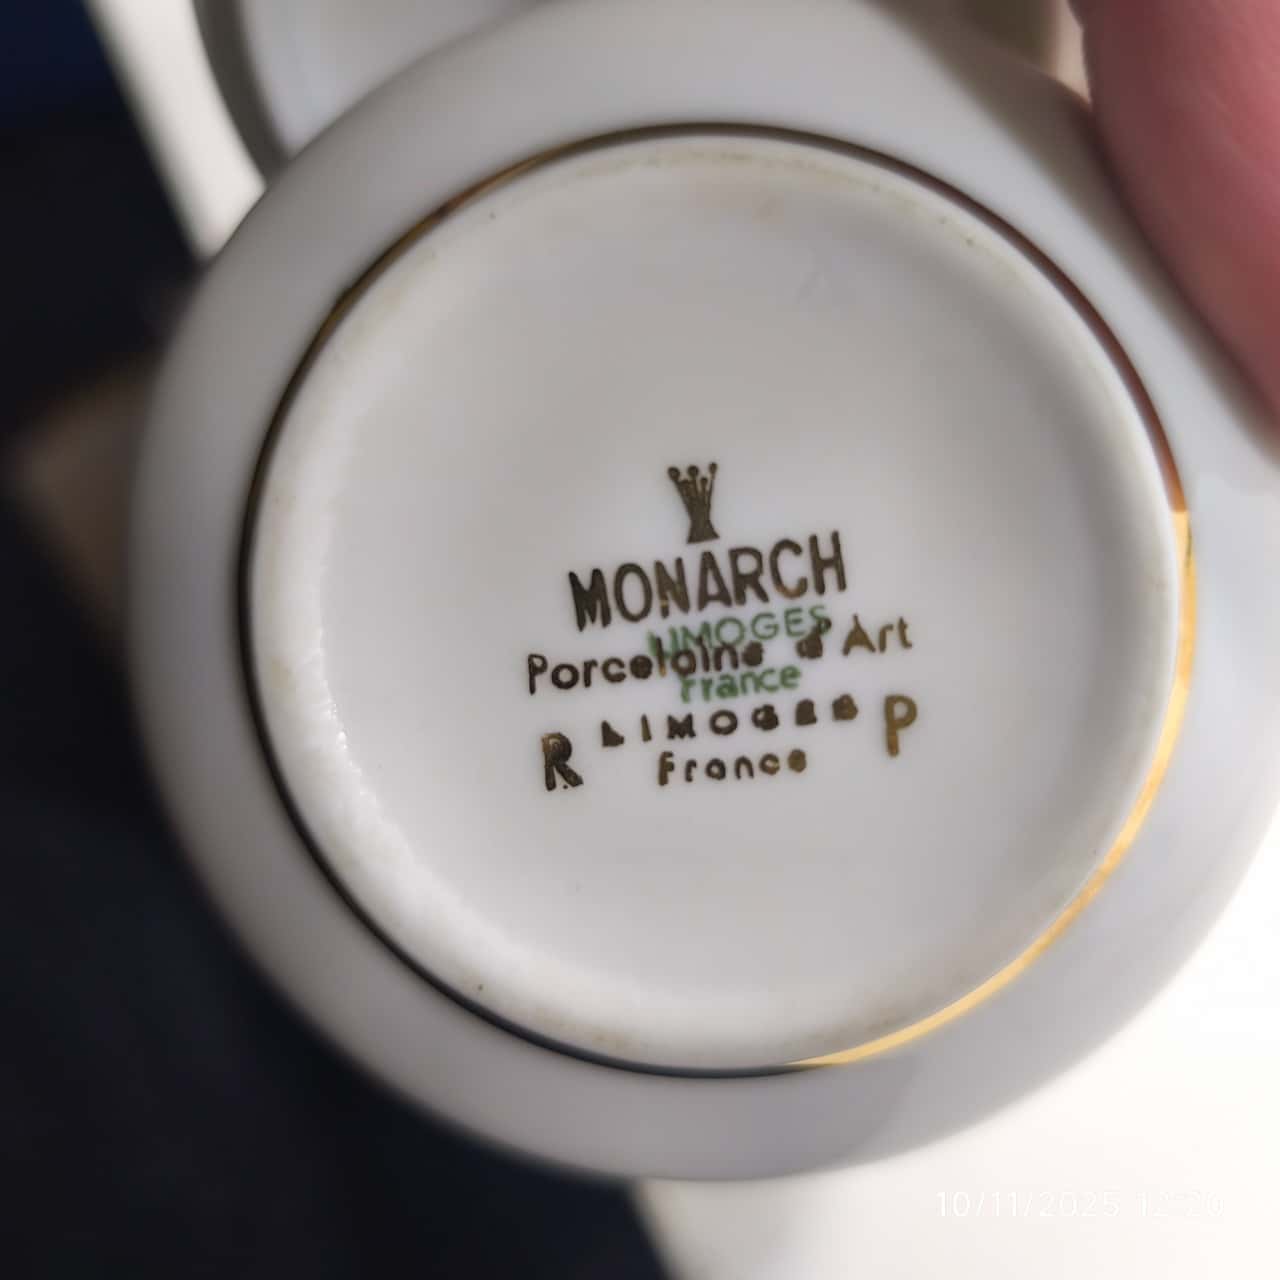 MONARCH
LIMOGES
Porcelaine d'Art
France
R LIMOGES P
France
10/11/2025 12:20